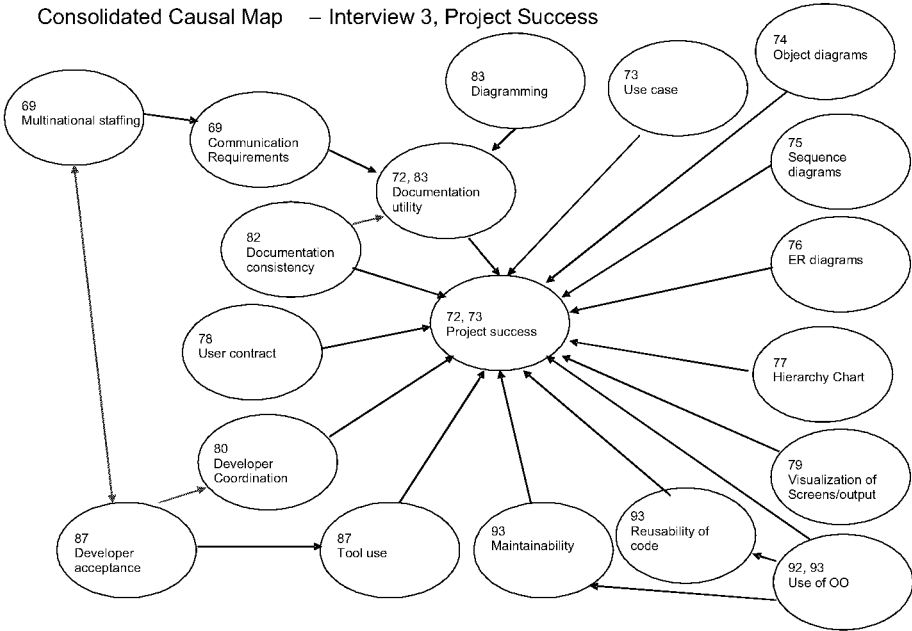 Consolidated Causal Map – Interview 3, Project Success
74
Object diagrams
83
Diagramming
73
Use case
69
Multinational staffing
69
Communication
Requirements
75
Sequence
diagrams
72, 83
Documentation
utility
82
Documentation
consistency
76
ER diagrams
72, 73
Project success
78
User contract
77
Hierarchy Chart
80
Developer
Coordination
79
Visualization of
Screens/output
87
Developer
acceptance
87
Tool use
93
Maintainability
93
Reusability of
code
92, 93
Use of OO